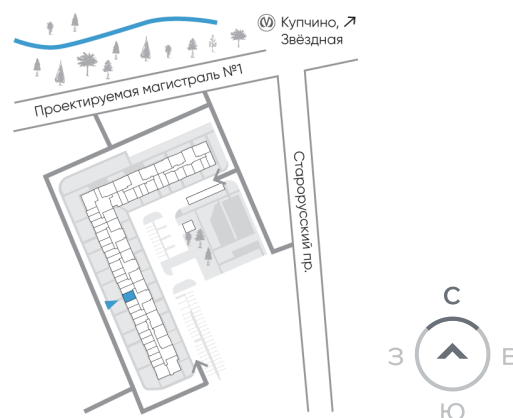 Купчино,
Звёздная
Проектируемая магистраль №1
Старорусский пр.
С
З
В
Ю